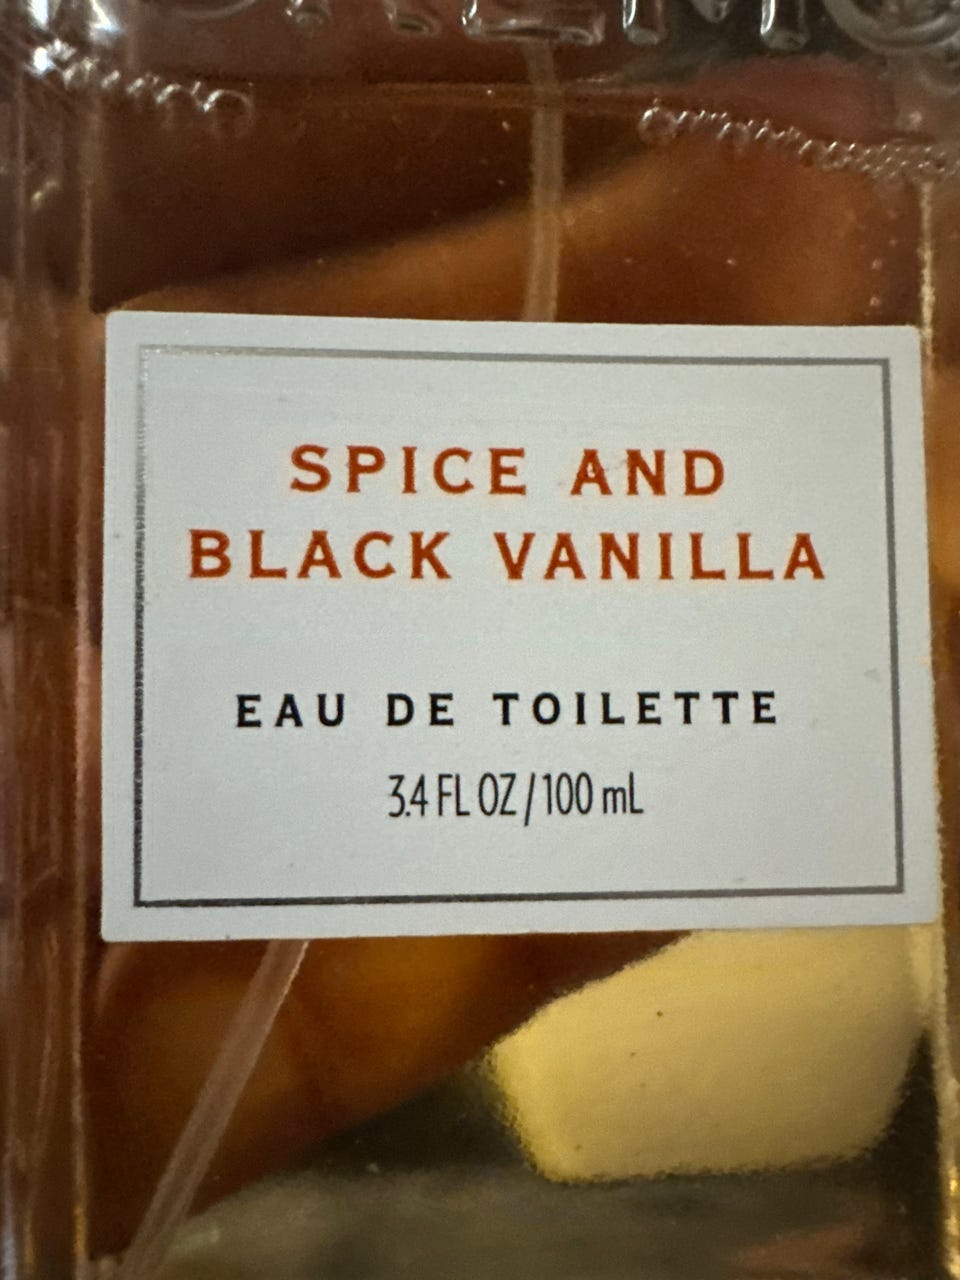 SPICE AND
BLACK VANILLA
EAU DE TOILETTE
3.4 FL OZ / 100 mL